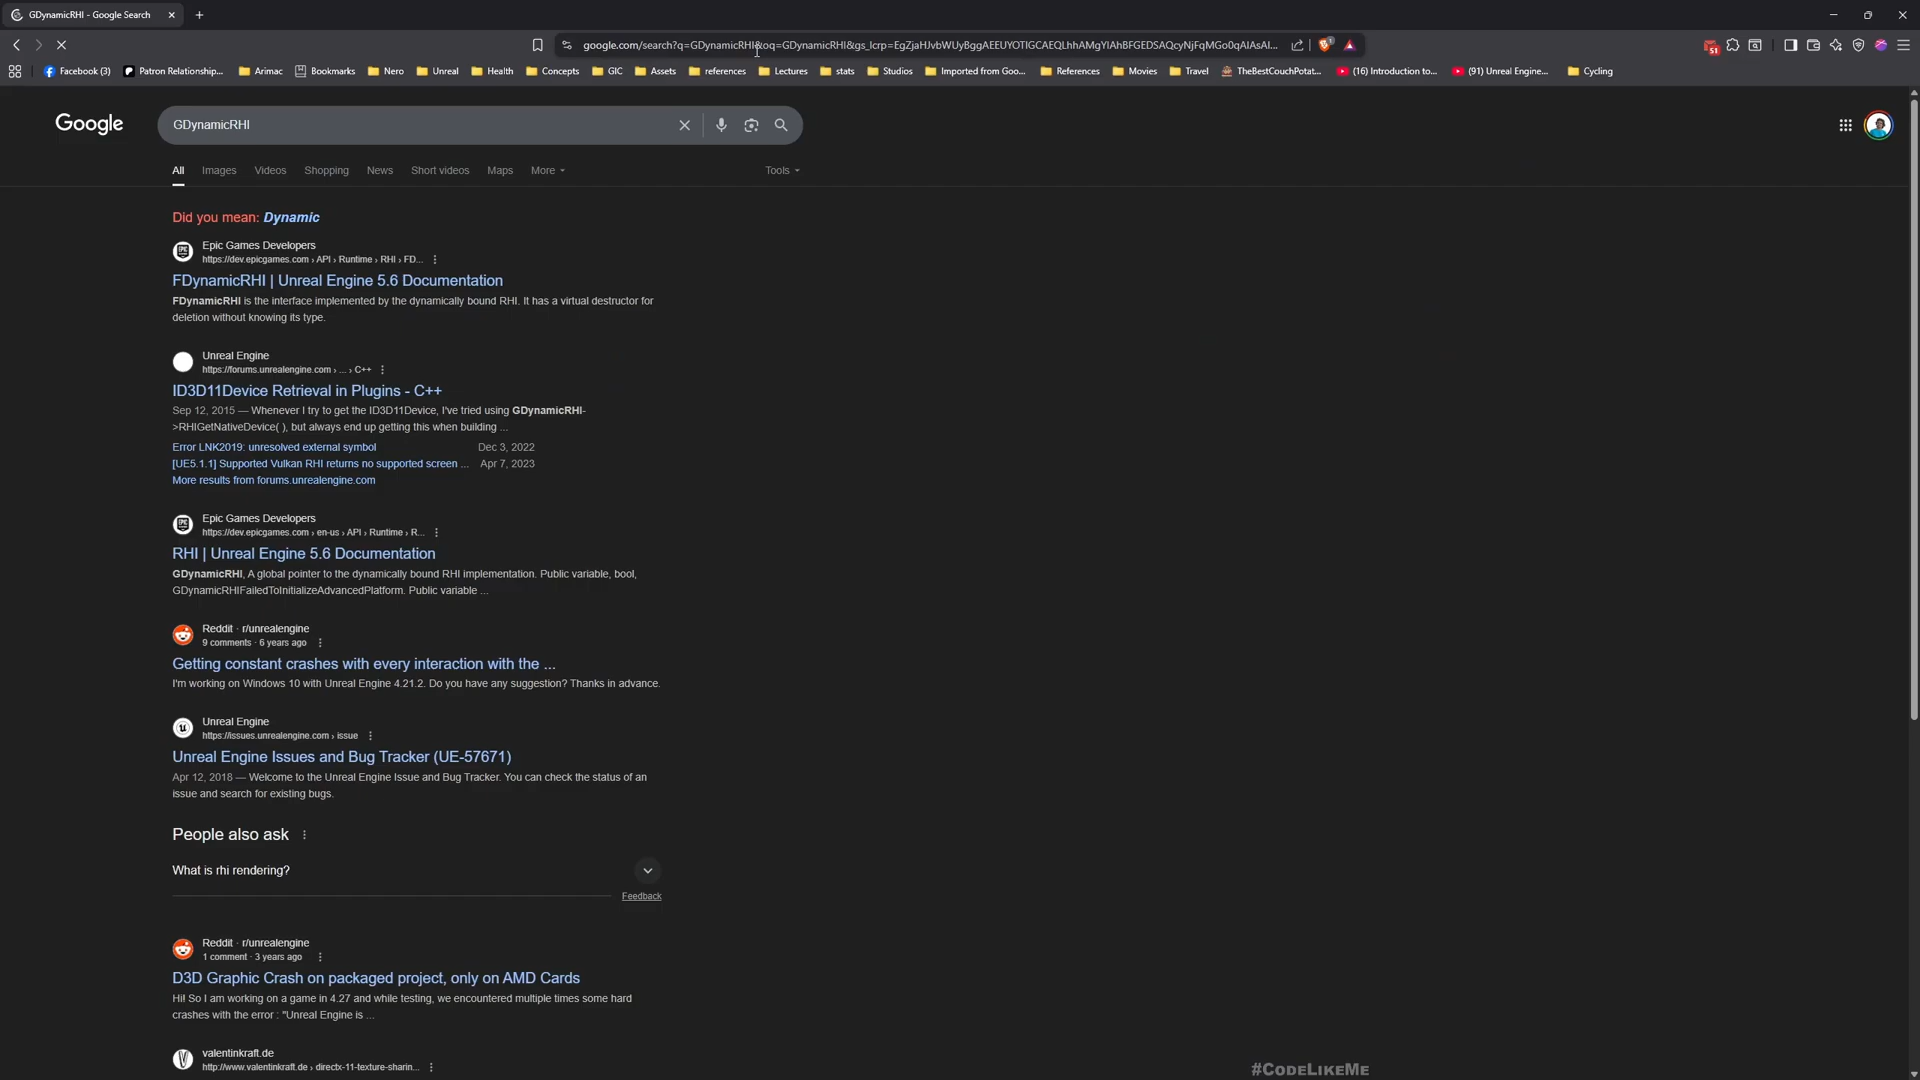 GDynamicRHI - Google Search
google.com/search?q=GDynamicRHI&oq=GDynamicRHI&gs_lcrp=EgZjaHJvbWUyBggAEEUYOTIGCAEQLhhAMgYIAhBFGEDSAQcyNjFqMGo0qAIAsAI...
51
Facebook (3)
Patron Relationship...
Arimac
Bookmarks
Nero
Unreal
Health
Concepts
GIC
Assets
references
Lectures
stats
Studios
Imported from Goo...
References
Movies
Travel
TheBestCouchPotat...
(16) Introduction to...
(91) Unreal Engine...
Cycling
Google
GDynamicRHI
All
Images
Videos
Shopping
News
Short videos
Maps
More
Tools
Did you mean: Dynamic
Epic Games Developers
https://dev.epicgames.com › API › Runtime › RHI › FD...
FDynamicRHI | Unreal Engine 5.6 Documentation
FDynamicRHI is the interface implemented by the dynamically bound RHI. It has a virtual destructor for
deletion without knowing its type.
Unreal Engine
https://forums.unrealengine.com › ... › C++
ID3D11Device Retrieval in Plugins - C++
Sep 12, 2015 — Whenever I try to get the ID3D11Device, I've tried using GDynamicRHI-
>RHIGetNativeDevice( ), but always end up getting this when building ...
Error LNK2019: unresolved external symbol Dec 3, 2022
[UE5.1.1] Supported Vulkan RHI returns no supported screen ... Apr 7, 2023
More results from forums.unrealengine.com
Epic Games Developers
https://dev.epicgames.com › en-us › API › Runtime › R...
RHI | Unreal Engine 5.6 Documentation
GDynamicRHI, A global pointer to the dynamically bound RHI implementation. Public variable, bool,
GDynamicRHIFailedToInitializeAdvancedPlatform. Public variable ...
Reddit · r/unrealengine
9 comments · 6 years ago
Getting constant crashes with every interaction with the ...
I'm working on Windows 10 with Unreal Engine 4.21.2. Do you have any suggestion? Thanks in advance.
Unreal Engine
https://issues.unrealengine.com › issue
Unreal Engine Issues and Bug Tracker (UE-57671)
Apr 12, 2018 — Welcome to the Unreal Engine Issue and Bug Tracker. You can check the status of an
issue and search for existing bugs.
People also ask
What is rhi rendering?
Feedback
Reddit · r/unrealengine
1 comment · 3 years ago
D3D Graphic Crash on packaged project, only on AMD Cards
Hi! So I am working on a game in 4.27 and while testing, we encountered multiple times some hard
crashes with the error : "Unreal Engine is ...
valentinkraft.de
http://www.valentinkraft.de › directx-11-texture-sharin...
#CodeLikeMe